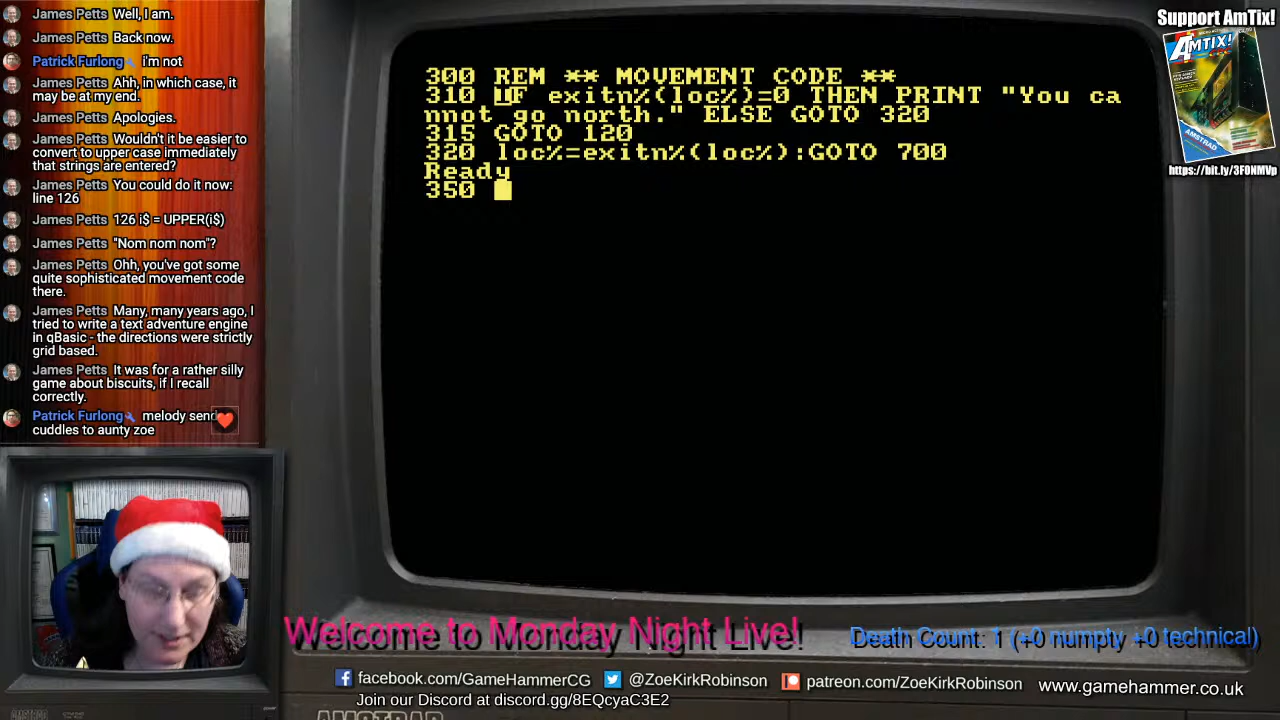 James Petts Well, I am.
James Petts Back now.
Patrick Furlong i'm not
James Petts Ahh, in which case, it
may be at my end.
James Petts Apologies.
James Petts Wouldn't it be easier to
convert to upper case immediately
that strings are entered?
James Petts You could do it now:
line 126
James Petts 126 i$ = UPPER(i$)
James Petts "Nom nom nom"?
James Petts Ohh, you've got some
quite sophisticated movement code
there.
James Petts Many, many years ago, I
tried to write a text adventure engine
in qBasic - the directions were strictly
grid based.
James Petts It was for a rather silly
game about biscuits, if I recall
correctly.
Patrick Furlong melody send
cuddles to aunty zoe
300 REM ** MOVEMENT CODE **
310 IF exitn%(loc%)=0 THEN PRINT "You ca
nnot go north." ELSE GOTO 320
315 GOTO 120
320 loc%=exitn%(loc%):GOTO 700
Ready
350
Support AmTix!
AMTIX!
AMSTRAD
https://bit.ly/3F0NMVp
Welcome to Monday Night Live!
Death Count: 1 (+0 numpty +0 technical)
facebook.com/GameHammerCG
@ZoeKirkRobinson
patreon.com/ZoeKirkRobinson
www.gamehammer.co.uk
Join our Discord at discord.gg/8EQcyaC3E2
AMSTRAD